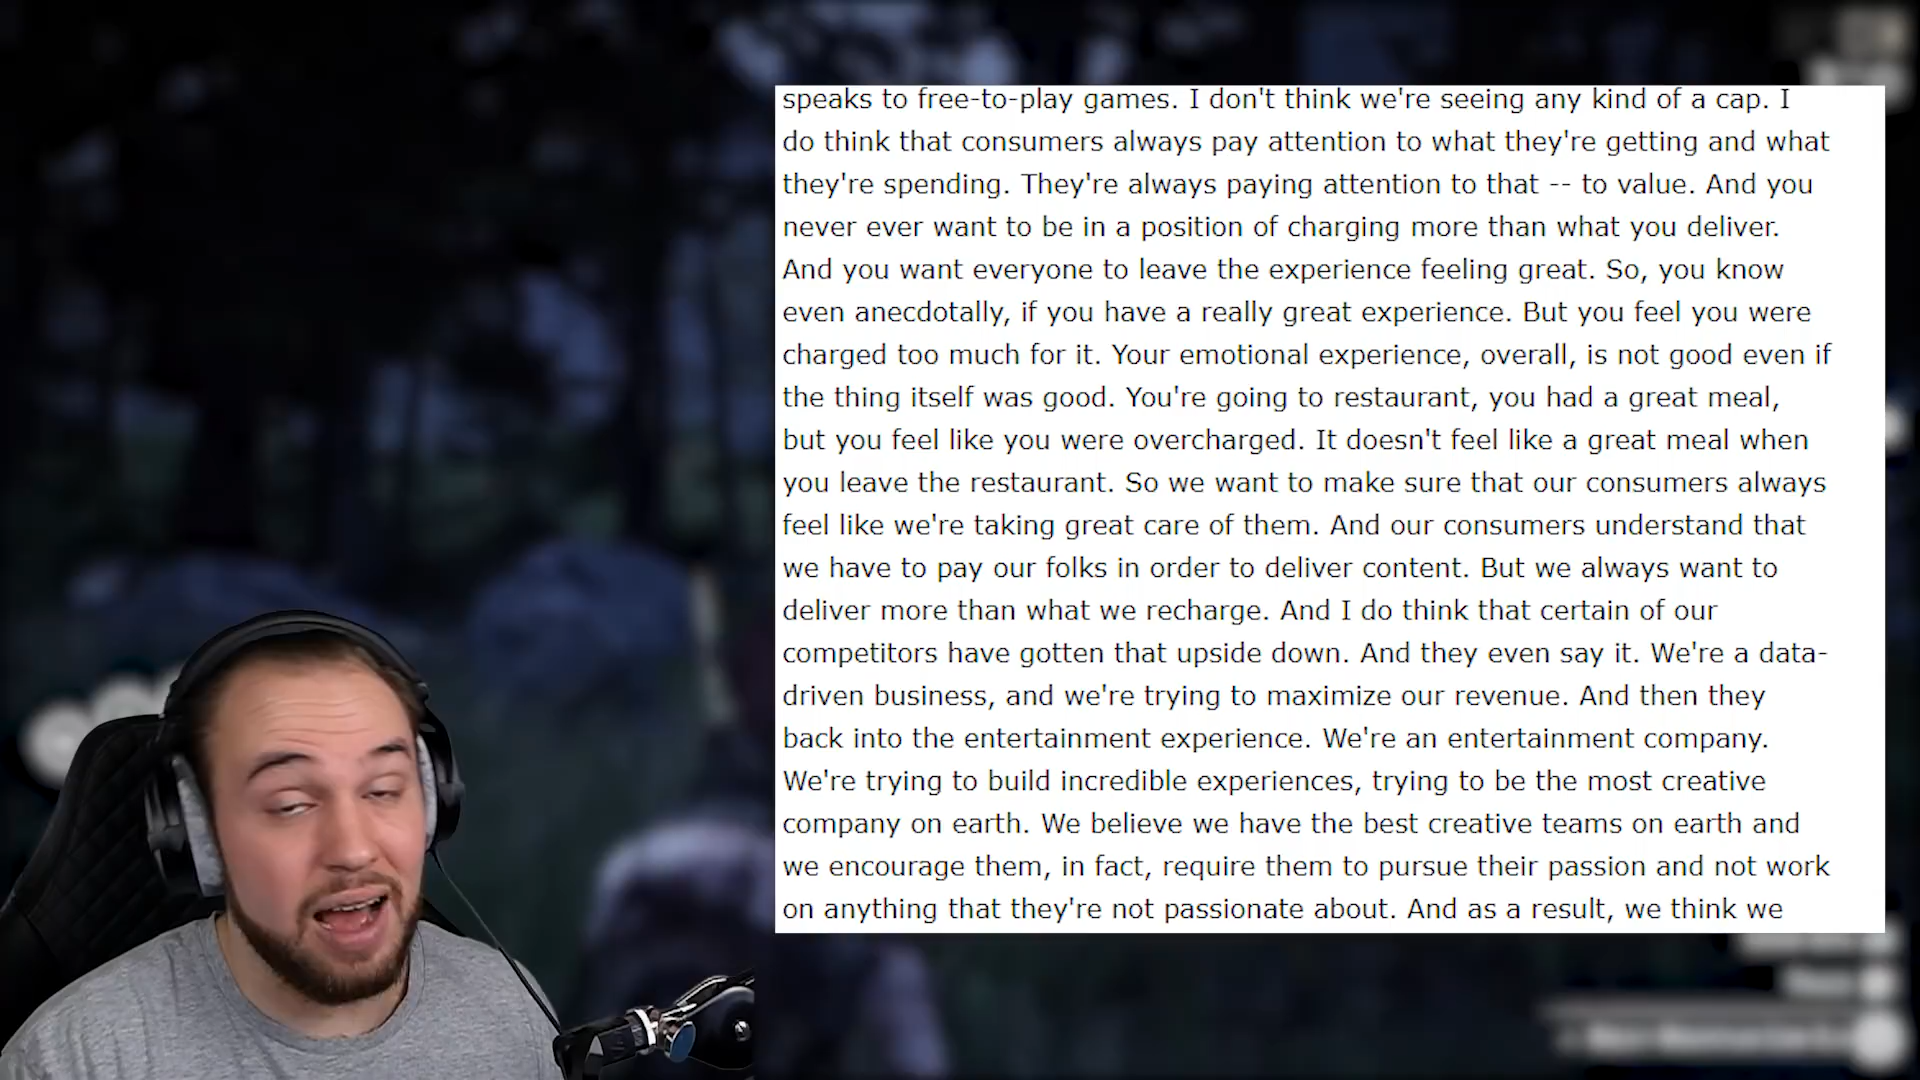 speaks to free-to-play games. I don't think we're seeing any kind of a cap. I
do think that consumers always pay attention to what they're getting and what
they're spending. They're always paying attention to that -- to value. And you
never ever want to be in a position of charging more than what you deliver.
And you want everyone to leave the experience feeling great. So, you know
even anecdotally, if you have a really great experience. But you feel you were
charged too much for it. Your emotional experience, overall, is not good even if
the thing itself was good. You're going to restaurant, you had a great meal,
but you feel like you were overcharged. It doesn't feel like a great meal when
you leave the restaurant. So we want to make sure that our consumers always
feel like we're taking great care of them. And our consumers understand that
we have to pay our folks in order to deliver content. But we always want to
deliver more than what we recharge. And I do think that certain of our
competitors have gotten that upside down. And they even say it. We're a data-
driven business, and we're trying to maximize our revenue. And then they
back into the entertainment experience. We're an entertainment company.
We're trying to build incredible experiences, trying to be the most creative
company on earth. We believe we have the best creative teams on earth and
we encourage them, in fact, require them to pursue their passion and not work
on anything that they're not passionate about. And as a result, we think we